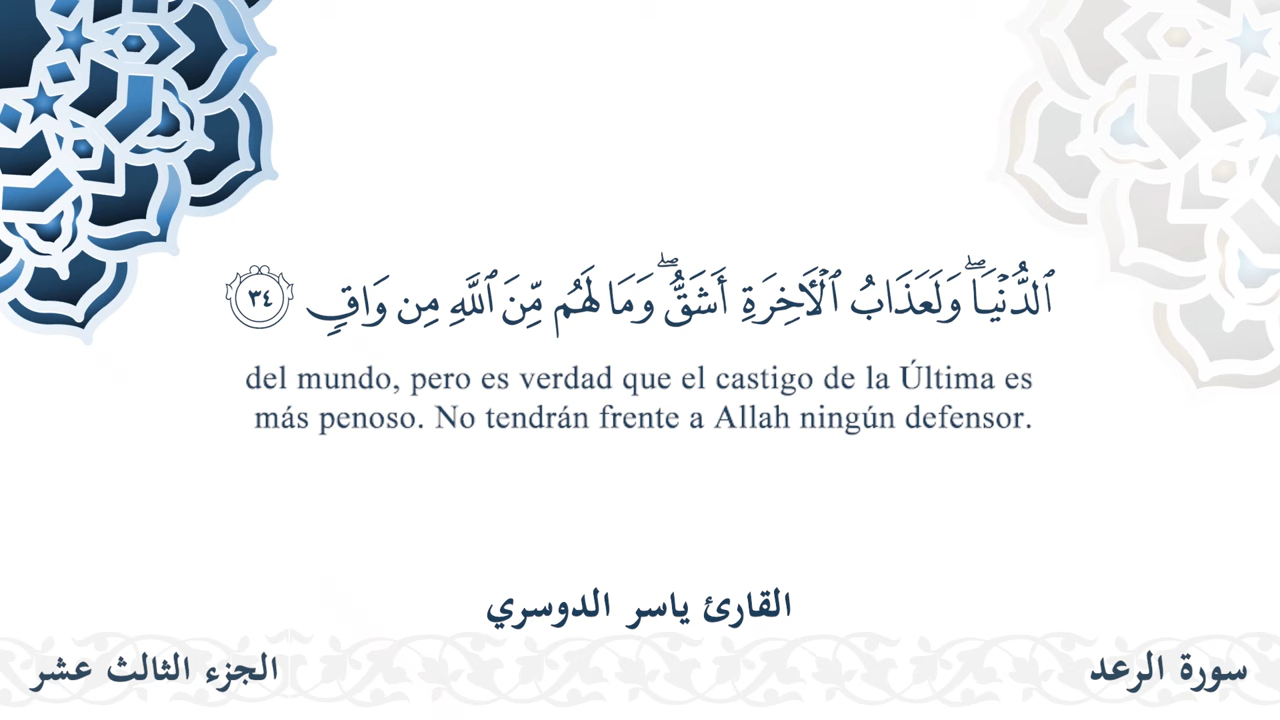 ٱلدُّنۡيَاۖ وَلَعَذَابُ ٱلۡأٓخِرَةِ أَشَقُّۖ وَمَا لَهُم مِّنَ ٱللَّهِ مِن وَاقٖ ٣٤
del mundo, pero es verdad que el castigo de la Última es
más penoso. No tendrán frente a Allah ningún defensor.
القارئ ياسر الدوسري
سورة الرعد
الجزء الثالث عشر